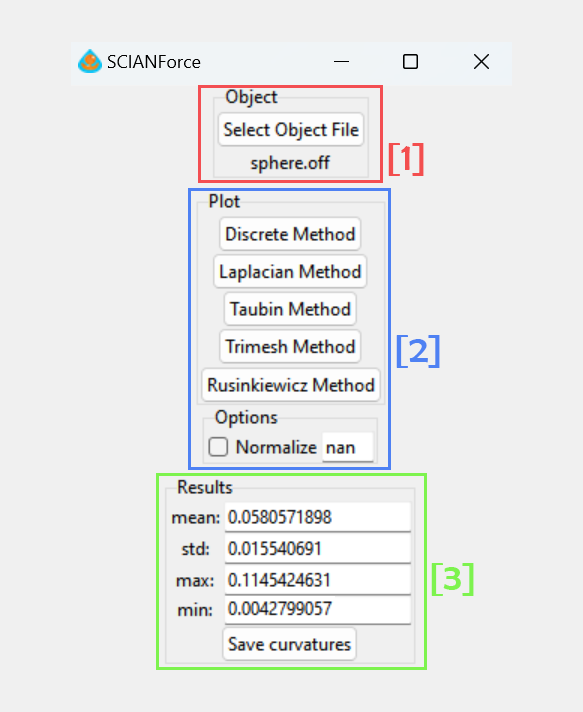 SCIANForce
Object
Select Object File
sphere.off
[1]
Plot
Discrete Method
Laplacian Method
Taubin Method
Trimesh Method
Rusinkiewicz Method
[2]
Options
Normalize nan
Results
mean: 0.0580571898
std: 0.015540691
max: 0.1145424631
[3]
min: 0.0042799057
Save curvatures